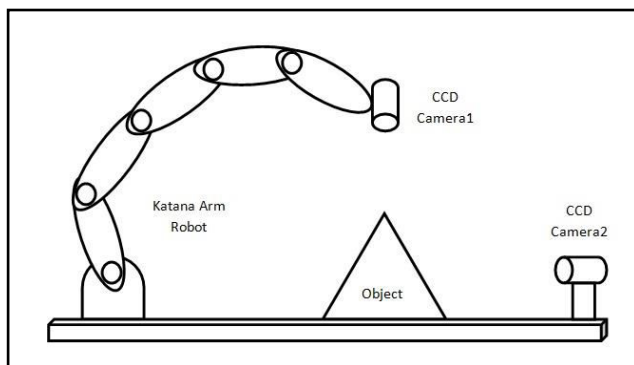 CCD
Camera1
Katana Arm
Robot
CCD
Camera2
Object